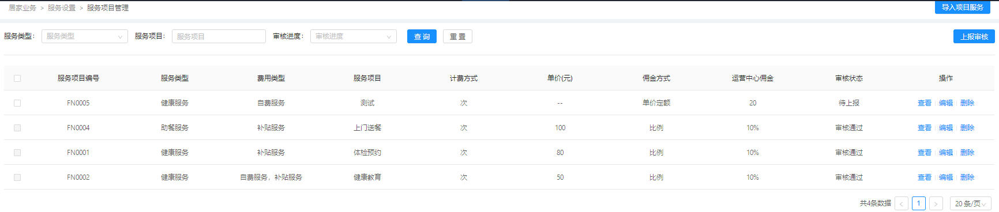 居家业务 > 服务设置 > 服务项目管理
导入项目服务
服务类型: 服务类型 服务项目: 服务项目 审核进度: 审核进度 查 询 重 置 上报审核
服务项目编号 服务类型 费用类型 服务项目 计费方式 单价(元) 佣金方式 运营中心佣金 审核状态 操作
FN0005 健康服务 自费服务 测试 次 -- 单价定额 20 待上报 查看 编辑 删除
FN0004 助餐服务 补贴服务 上门送餐 次 100 比例 10% 审核通过 查看 编辑 删除
FN0001 健康服务 补贴服务 体检预约 次 80 比例 10% 审核通过 查看 编辑 删除
FN0002 健康服务 自费服务，补贴服务 健康教育 次 50 比例 10% 审核通过 查看 编辑 删除
共4条数据 < 1 > 20 条/页